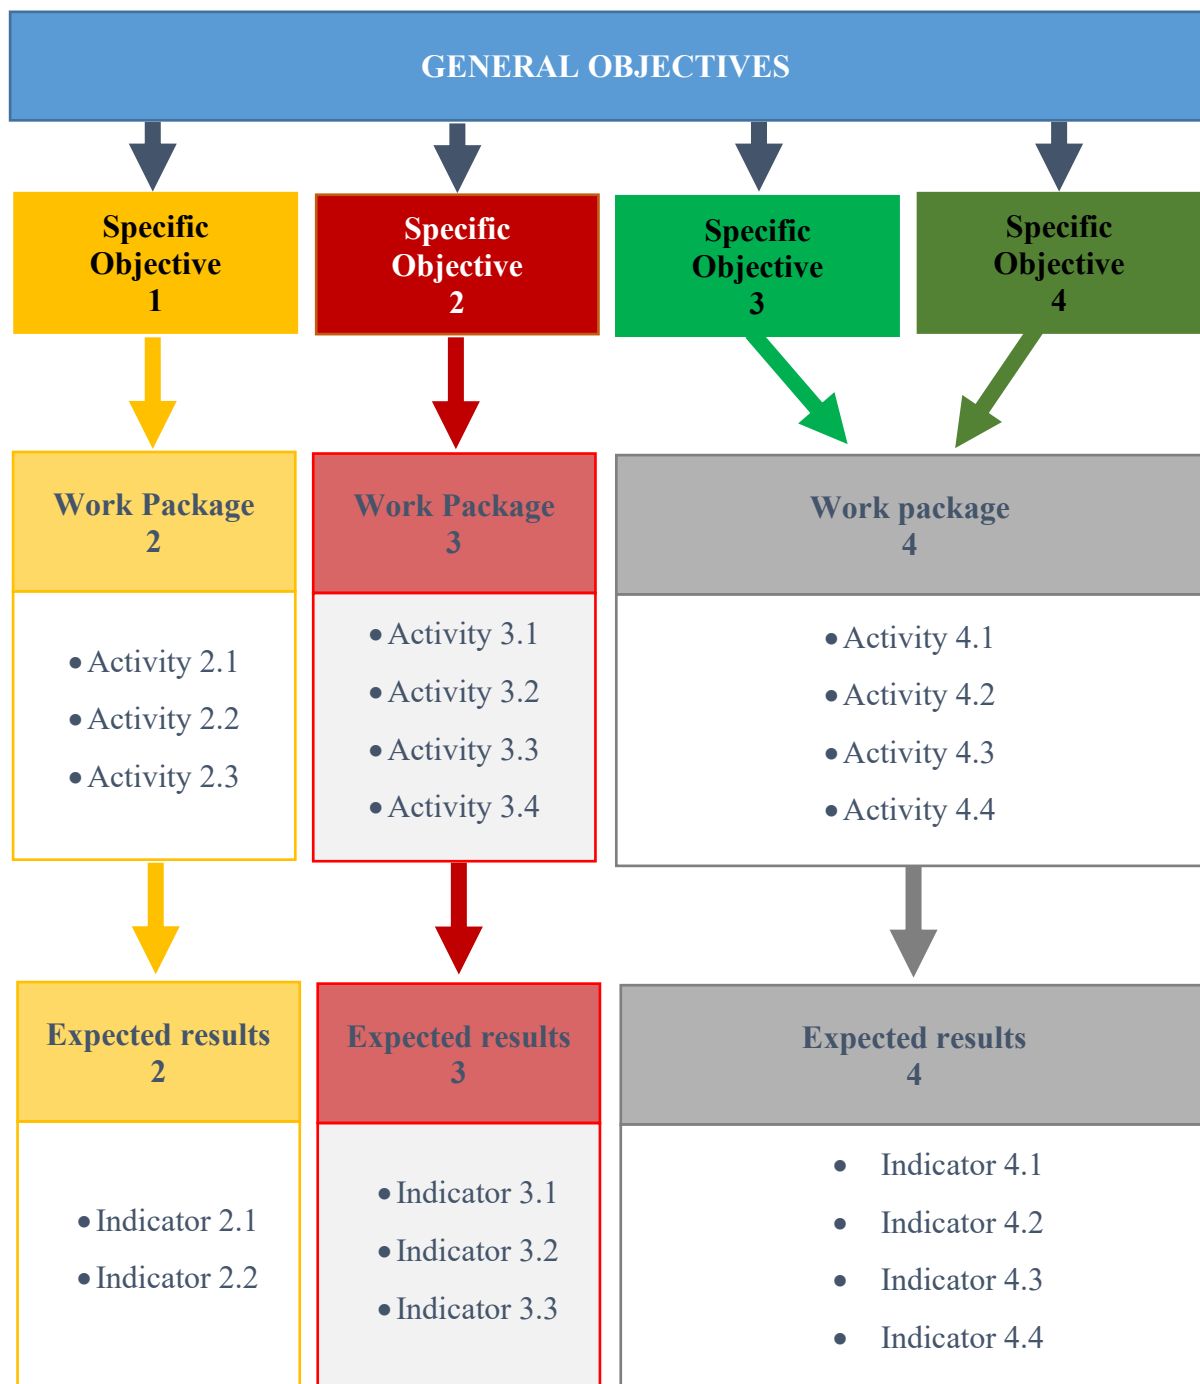 GENERAL OBJECTIVES
Specific
Objective
1
Specific
Objective
2
Specific
Objective
3
Specific
Objective
4
Work Package
2
• Activity 2.1
• Activity 2.2
• Activity 2.3
Work Package
3
• Activity 3.1
• Activity 3.2
• Activity 3.3
• Activity 3.4
Work package
4
• Activity 4.1
• Activity 4.2
• Activity 4.3
• Activity 4.4
Expected results
2
• Indicator 2.1
• Indicator 2.2
Expected results
3
• Indicator 3.1
• Indicator 3.2
• Indicator 3.3
Expected results
4
• Indicator 4.1
• Indicator 4.2
• Indicator 4.3
• Indicator 4.4